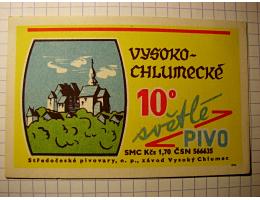 VYSOKO-
CHLUMECKÉ
10°
světlé
PIVO
SMC Kčs 1,70 ČSN 566635
Středočeské pivovary, n. p., závod Vysoký Chlumec